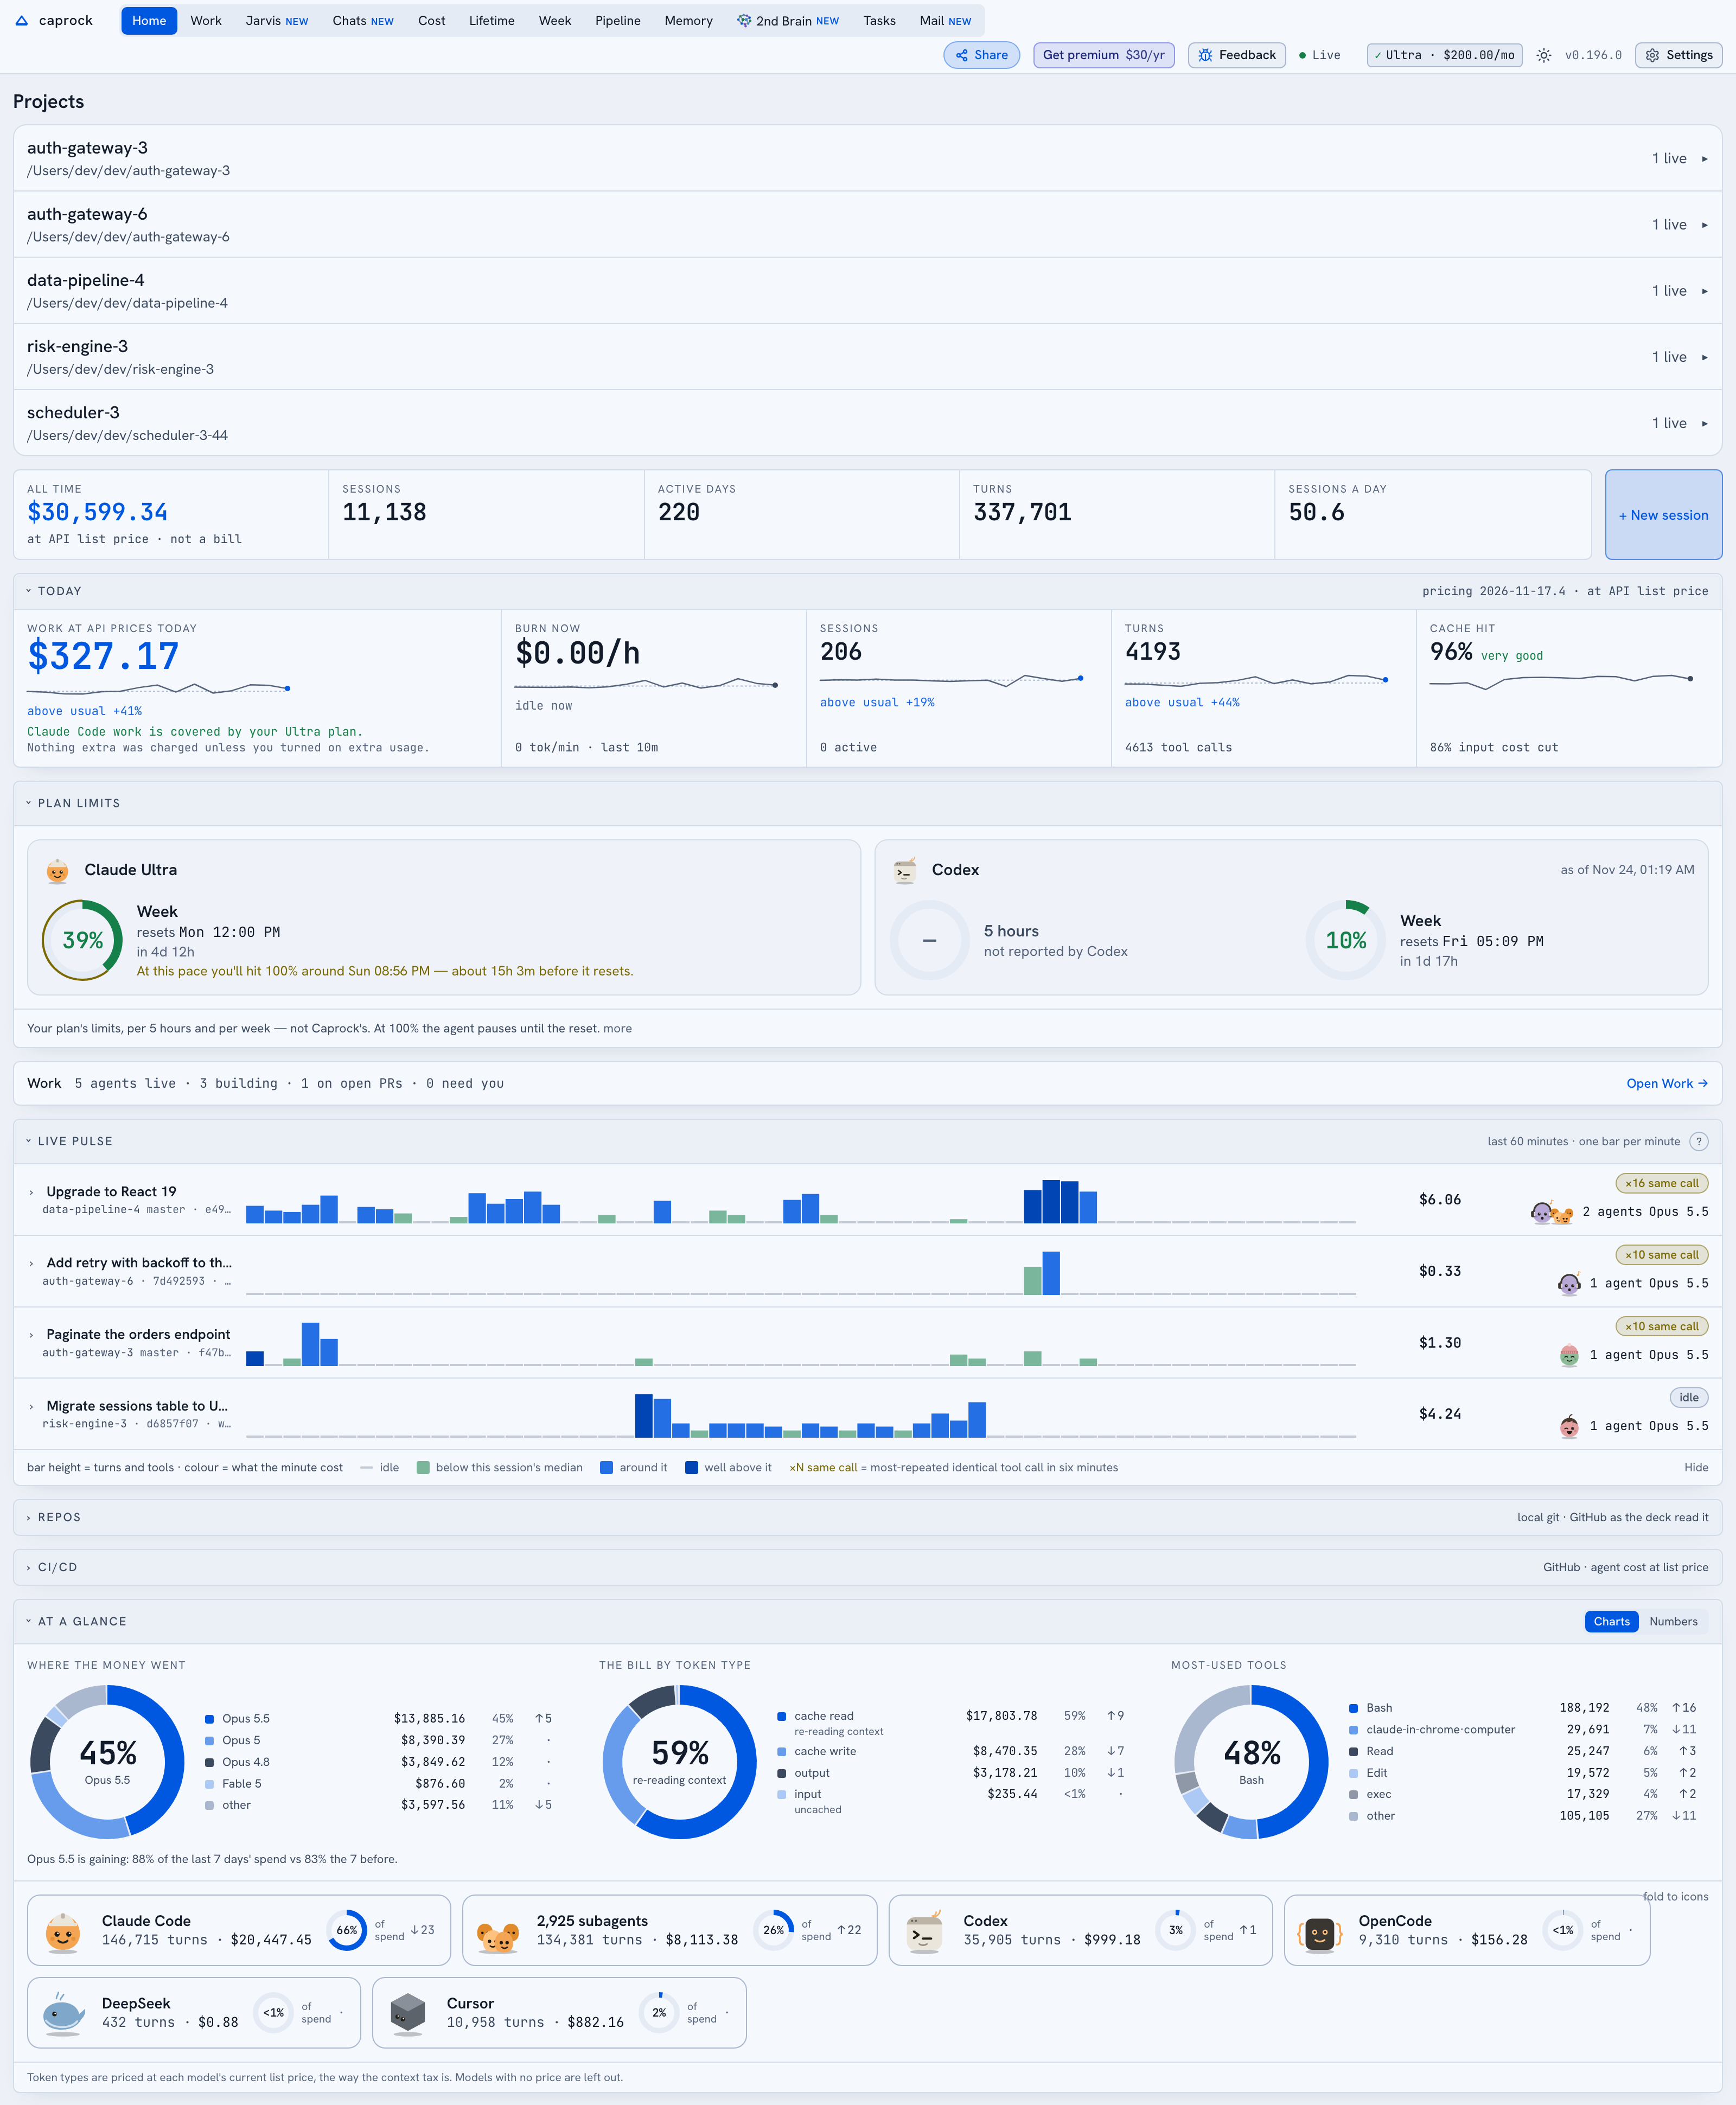 caprock
Home Work Jarvis NEW Chats NEW Cost Lifetime Week Pipeline Memory 2nd Brain NEW Tasks Mail NEW
Share Get premium $30/yr Feedback Live ✓ Ultra · $200.00/mo v0.196.0 Settings
Projects
auth-gateway-3
/Users/dev/dev/auth-gateway-3
1 live
auth-gateway-6
/Users/dev/dev/auth-gateway-6
1 live
data-pipeline-4
/Users/dev/dev/data-pipeline-4
1 live
risk-engine-3
/Users/dev/dev/risk-engine-3
1 live
scheduler-3
/Users/dev/dev/scheduler-3-44
1 live
ALL TIME
$30,599.34
at API list price · not a bill
SESSIONS
11,138
ACTIVE DAYS
220
TURNS
337,701
SESSIONS A DAY
50.6
+ New session
TODAY
pricing 2026-11-17.4 · at API list price
WORK AT API PRICES TODAY
$327.17
above usual +41%
Claude Code work is covered by your Ultra plan.
Nothing extra was charged unless you turned on extra usage.
BURN NOW
$0.00/h
idle now
0 tok/min · last 10m
SESSIONS
206
above usual +19%
0 active
TURNS
4193
above usual +44%
4613 tool calls
CACHE HIT
96% very good
86% input cost cut
PLAN LIMITS
Claude Ultra
39%
Week
resets Mon 12:00 PM
in 4d 12h
At this pace you'll hit 100% around Sun 08:56 PM — about 15h 3m before it resets.
Codex
as of Nov 24, 01:19 AM
–
5 hours
not reported by Codex
10%
Week
resets Fri 05:09 PM
in 1d 17h
Your plan's limits, per 5 hours and per week — not Caprock's. At 100% the agent pauses until the reset. more
Work 5 agents live · 3 building · 1 on open PRs · 0 need you
Open Work →
LIVE PULSE
last 60 minutes · one bar per minute ?
Upgrade to React 19
data-pipeline-4 master · e49…
$6.06
×16 same call
2 agents Opus 5.5
Add retry with backoff to th…
auth-gateway-6 · 7d492593 · …
$0.33
×10 same call
1 agent Opus 5.5
Paginate the orders endpoint
auth-gateway-3 master · f47b…
$1.30
×10 same call
1 agent Opus 5.5
Migrate sessions table to U…
risk-engine-3 · d6857f07 · w…
$4.24
idle
1 agent Opus 5.5
bar height = turns and tools · colour = what the minute cost idle below this session's median around it well above it ×N same call = most-repeated identical tool call in six minutes Hide
REPOS
local git · GitHub as the deck read it
CI/CD
GitHub · agent cost at list price
AT A GLANCE
Charts Numbers
WHERE THE MONEY WENT
45%
Opus 5.5
Opus 5.5 $13,885.16 45% ↑5
Opus 5 $8,390.39 27% ·
Opus 4.8 $3,849.62 12% ·
Fable 5 $876.60 2% ·
other $3,597.56 11% ↓5
Opus 5.5 is gaining: 88% of the last 7 days' spend vs 83% the 7 before.
THE BILL BY TOKEN TYPE
59%
re-reading context
cache read $17,803.78 59% ↑9
re-reading context
cache write $8,470.35 28% ↓7
output $3,178.21 10% ↓1
input $235.44 <1% ·
uncached
MOST-USED TOOLS
48%
Bash
Bash 188,192 48% ↑16
claude-in-chrome·computer 29,691 7% ↓11
Read 25,247 6% ↑3
Edit 19,572 5% ↑2
exec 17,329 4% ↑2
other 105,105 27% ↓11
fold to icons
Claude Code
146,715 turns · $20,447.45
66% of spend ↓23
2,925 subagents
134,381 turns · $8,113.38
26% of spend ↑22
Codex
35,905 turns · $999.18
3% of spend ↑1
OpenCode
9,310 turns · $156.28
<1% of spend ·
DeepSeek
432 turns · $0.88
<1% of spend ·
Cursor
10,958 turns · $882.16
2% of spend ·
Token types are priced at each model's current list price, the way the context tax is. Models with no price are left out.